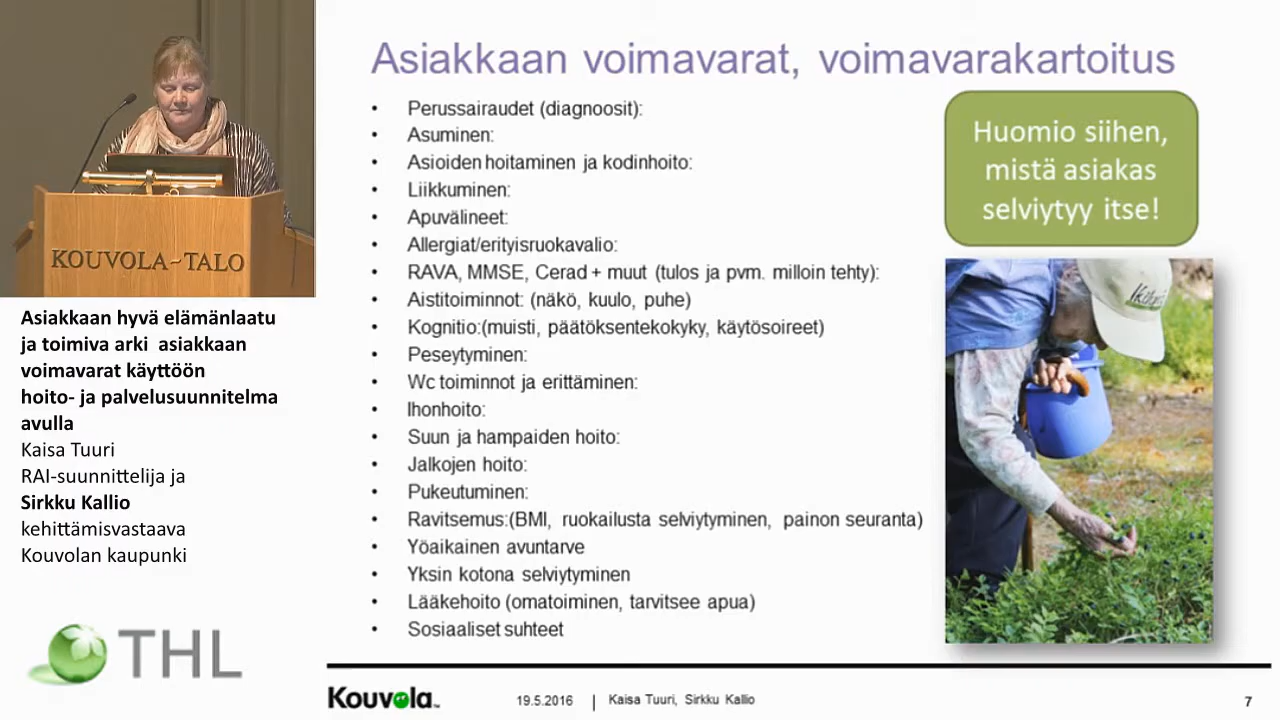 KOUVOLA-TALO
Asiakkaan hyvä elämänlaatu
ja toimiva arki asiakkaan
voimavarat käyttöön
hoito- ja palvelusuunnitelma
avulla
Kaisa Tuuri
RAI-suunnittelija ja
Sirkku Kallio
kehittämisvastaava
Kouvolan kaupunki
THL
Asiakkaan voimavarat, voimavarakartoitus
• Perussairaudet (diagnoosit):
• Asuminen:
• Asioiden hoitaminen ja kodinhoito:
• Liikkuminen:
• Apuvälineet:
• Allergiat/erityisruokavalio:
• RAVA, MMSE, Cerad + muut (tulos ja pvm. milloin tehty):
• Aistitoiminnot: (näkö, kuulo, puhe)
• Kognitio:(muisti, päätöksentekokyky, käytösoireet)
• Peseytyminen:
• Wc toiminnot ja erittäminen:
• Ihonhoito:
• Suun ja hampaiden hoito:
• Jalkojen hoito:
• Pukeutuminen:
• Ravitsemus:(BMI, ruokailusta selviytyminen, painon seuranta)
• Yöaikainen avuntarve
• Yksin kotona selviytyminen
• Lääkehoito (omatoiminen, tarvitsee apua)
• Sosiaaliset suhteet
Huomio siihen,
mistä asiakas
selviytyy itse!
Kouvola
19.5.2016 | Kaisa Tuuri, Sirkku Kallio
7